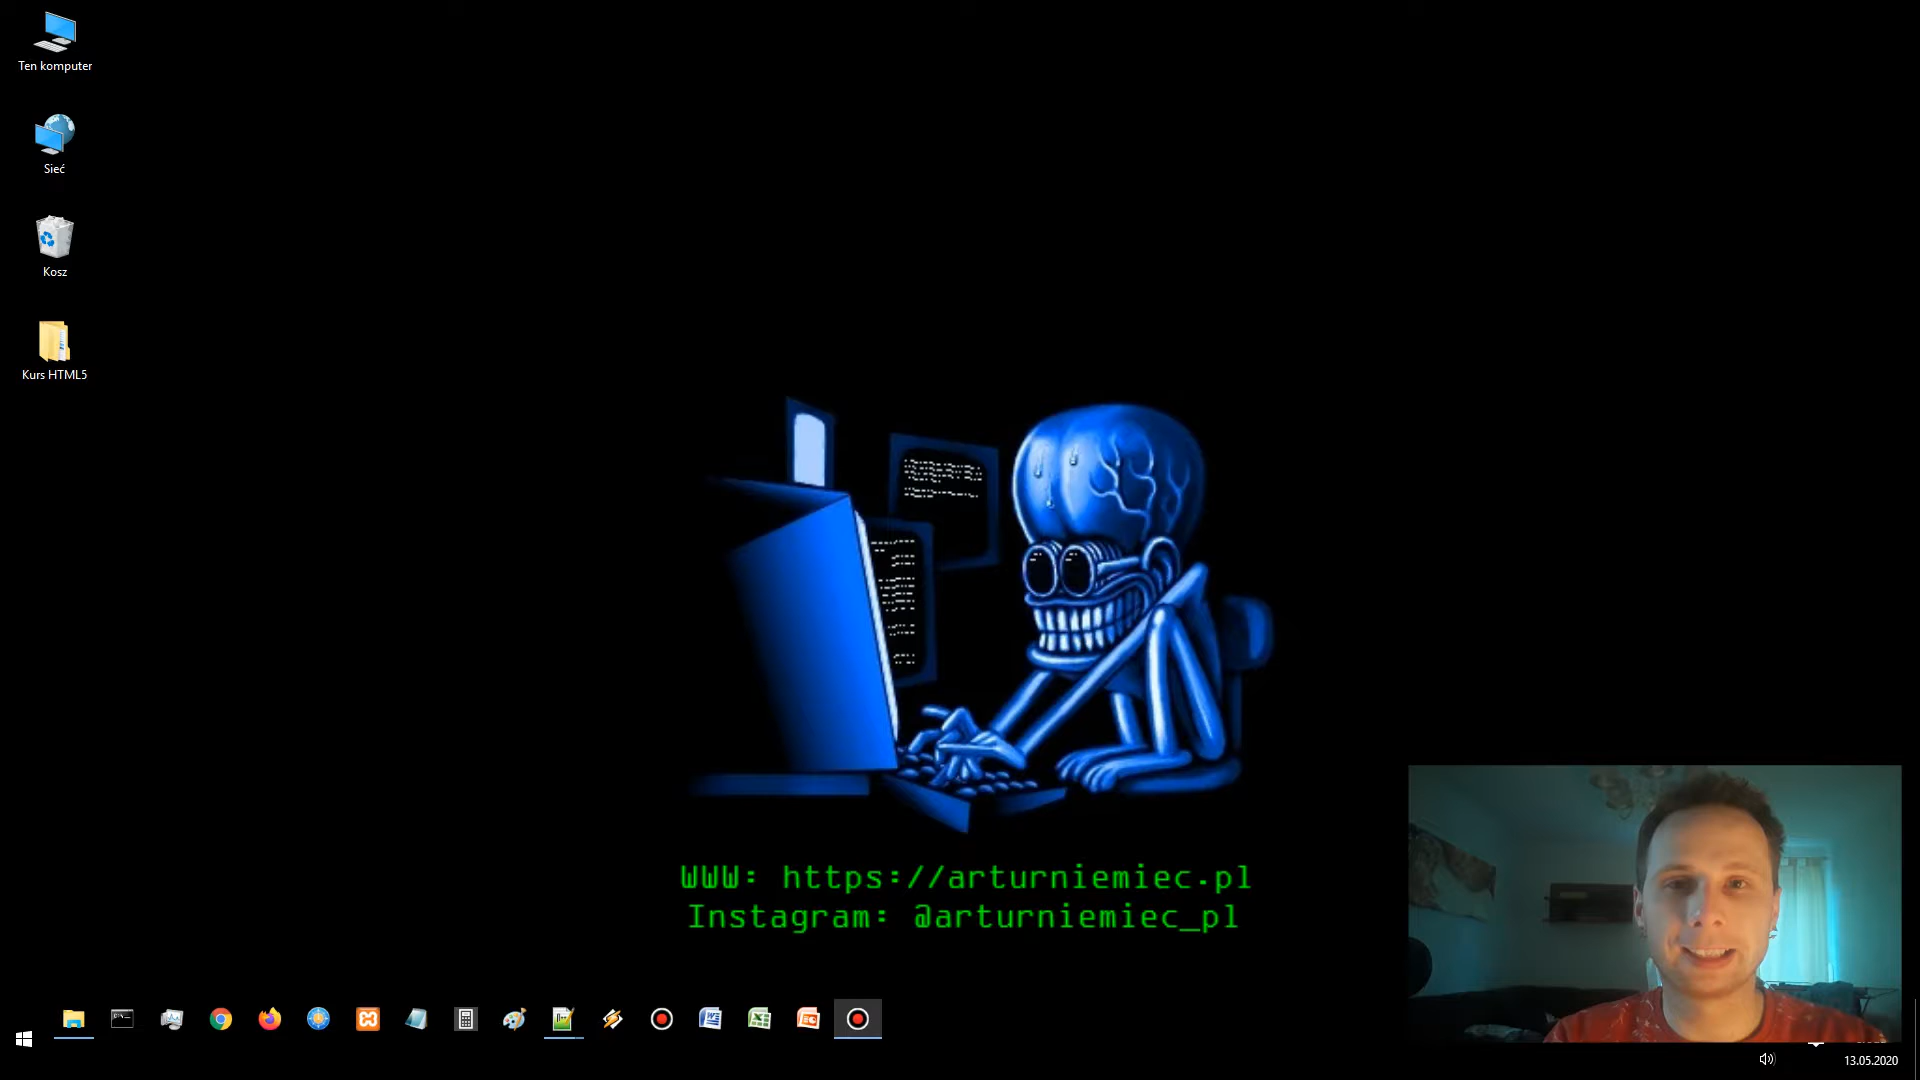 Ten komputer
Sieć
Kosz
Kurs HTML5
WWW: https://arturniemiec.pl
Instagram: @arturniemiec_pl
13.05.2020